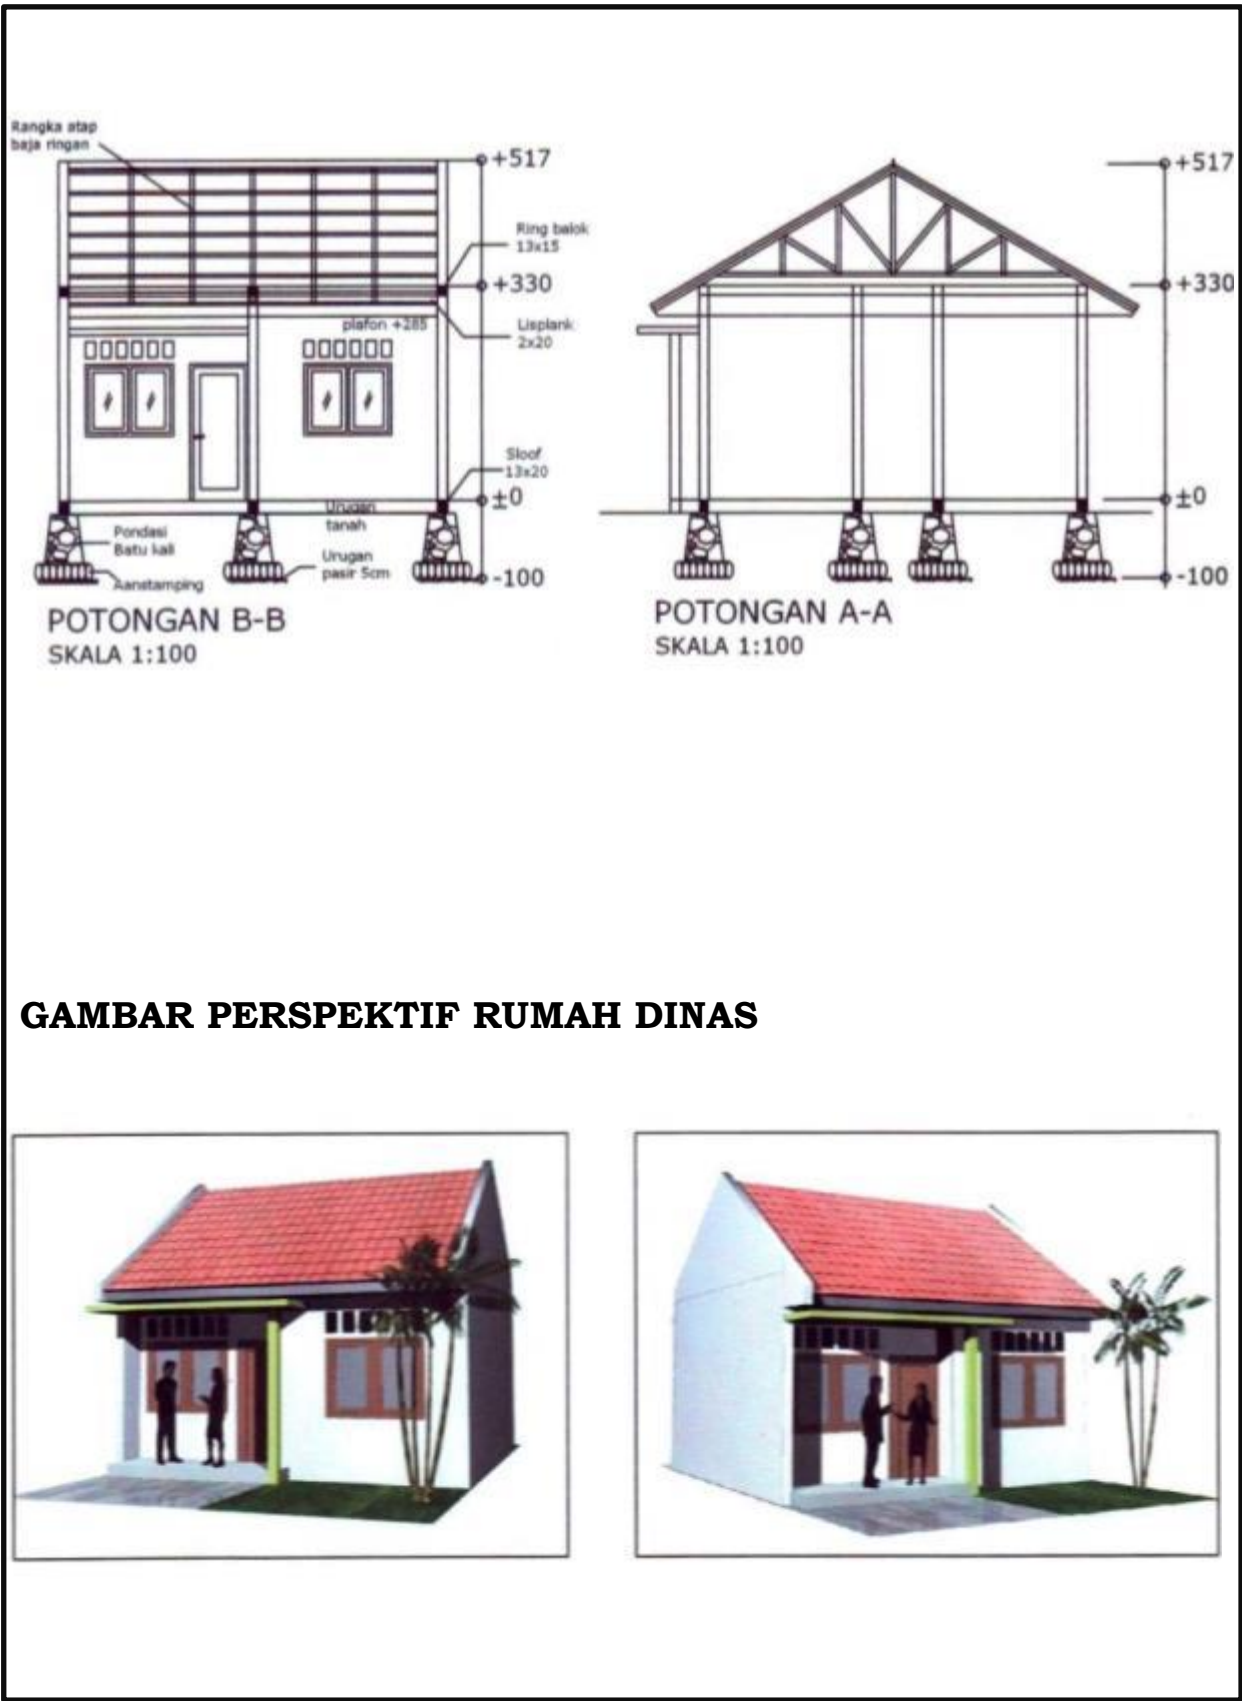 Rangka atap
baja ringan
+517
Ring balok
13x15
+330
plafon +285
Lisplank
2x20
Sloof
13x20
±0
Urugan
tanah
Pondasi
Batu kali
Urugan
pasir 5cm
Aanstamping
-100
POTONGAN B-B
SKALA 1:100
+517
+330
±0
-100
POTONGAN A-A
SKALA 1:100
GAMBAR PERSPEKTIF RUMAH DINAS